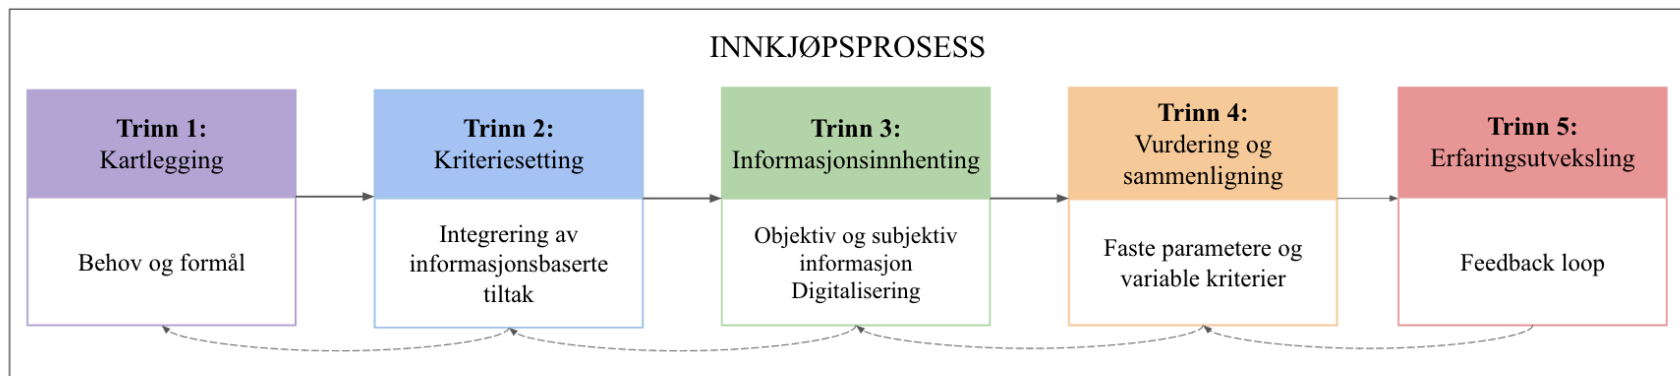 INNKJØPSPROSESS
Trinn 1:
Kartlegging
Behov og formål
Trinn 2:
Kriteriesetting
Integrering av
informasjonsbaserte
tiltak
Trinn 3:
Informasjonsinnhenting
Objektiv og subjektiv
informasjon
Digitalisering
Trinn 4:
Vurdering og
sammenligning
Faste parametere og
variable kriterier
Trinn 5:
Erfaringsutveksling
Feedback loop